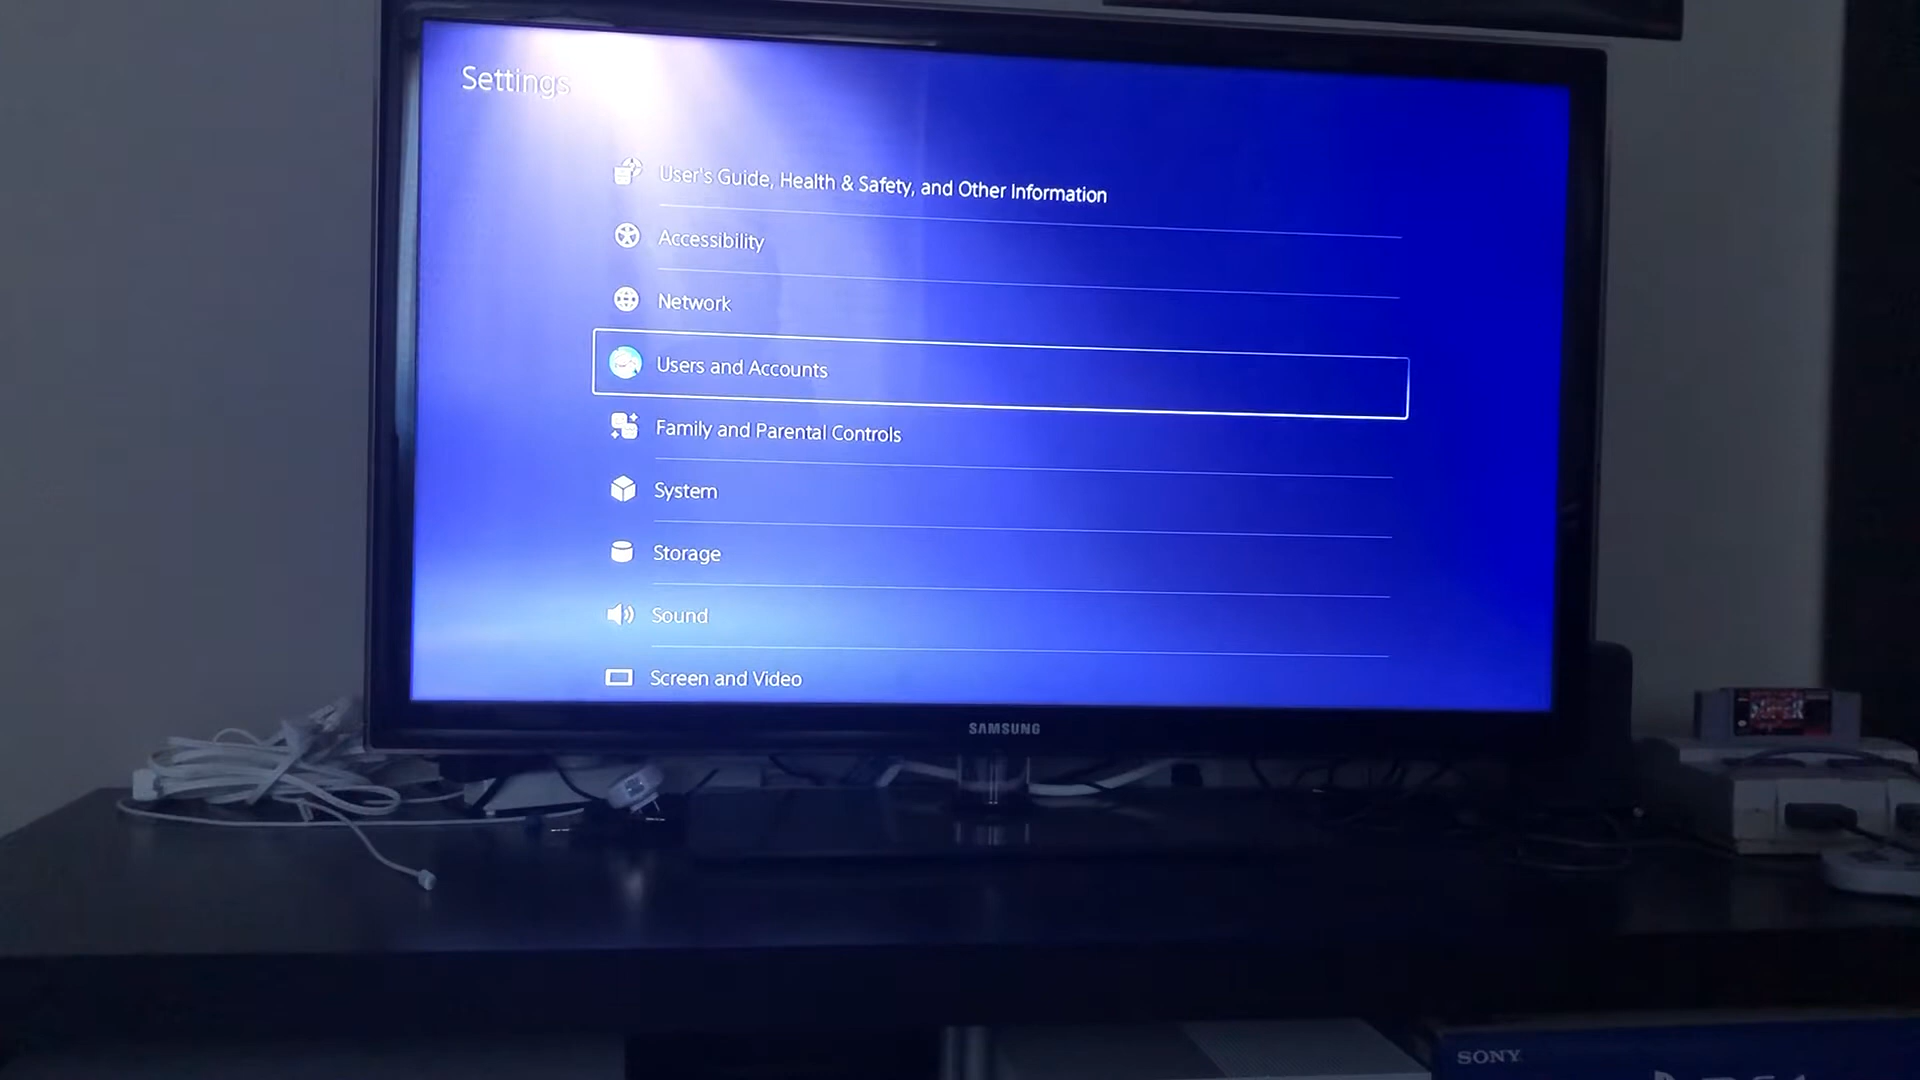 Settings
User's Guide, Health & Safety, and Other Information
Accessibility
Network
Users and Accounts
Family and Parental Controls
System
Storage
Sound
Screen and Video
SAMSUNG
SONY